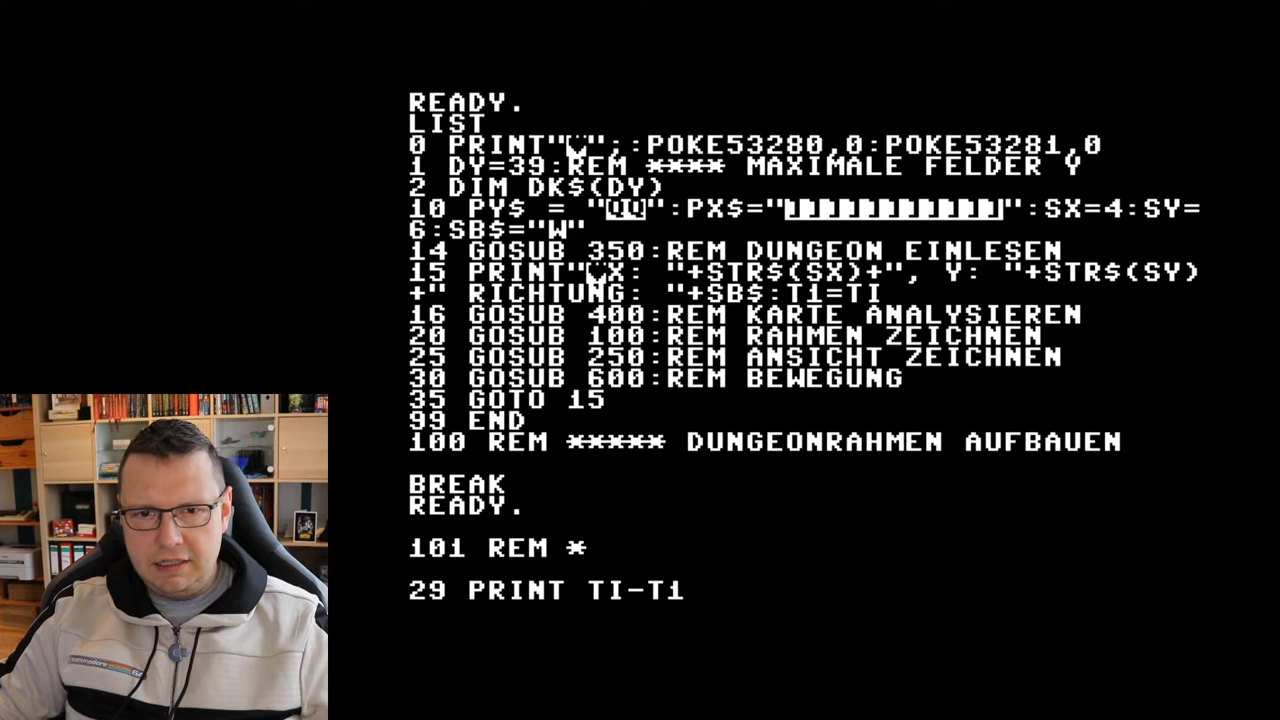 READY.
LIST
0 PRINT"♥";:POKE53280,0:POKE53281,0
1 DY=39:REM **** MAXIMALE FELDER Y
2 DIM DK$(DY)
10 PY$ = "QQ":PX$="]]]]]]]]]]]":SX=4:SY=
6:SB$="W"
14 GOSUB 350:REM DUNGEON EINLESEN
15 PRINT"♥X: "+STR$(SX)+", Y: "+STR$(SY)
+" RICHTUNG: "+SB$:T1=TI
16 GOSUB 400:REM KARTE ANALYSIEREN
20 GOSUB 100:REM RAHMEN ZEICHNEN
25 GOSUB 250:REM ANSICHT ZEICHNEN
30 GOSUB 600:REM BEWEGUNG
35 GOTO 15
99 END
100 REM ***** DUNGEONRAHMEN AUFBAUEN
BREAK
READY.
101 REM *
29 PRINT TI-T1
commodore